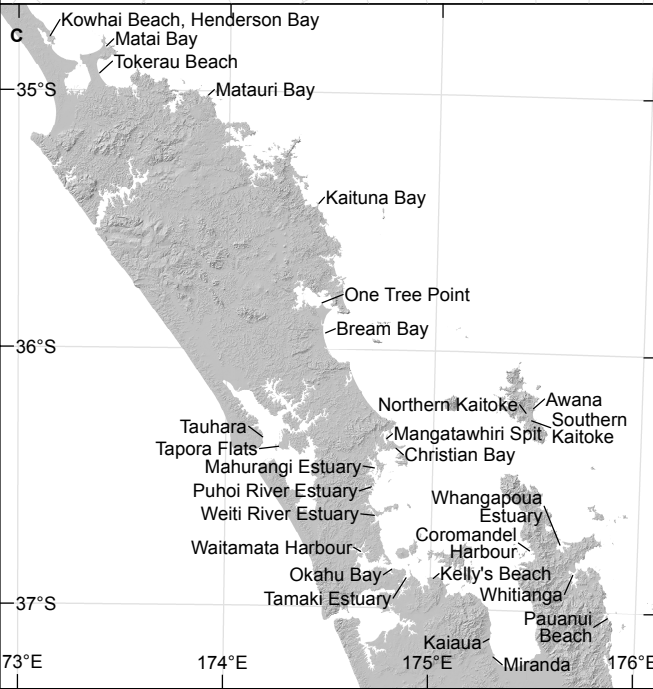 C
Kowhai Beach, Henderson Bay
Matai Bay
Tokerau Beach
35°S
Matauri Bay
Kaituna Bay
One Tree Point
Bream Bay
36°S
Northern Kaitoke
Awana
Southern
Kaitoke
Tauhara
Mangatawhiri Spit
Tapora Flats
Christian Bay
Mahurangi Estuary
Puhoi River Estuary
Whangapoua
Estuary
Weiti River Estuary
Coromandel
Harbour
Waitamata Harbour
Okahu Bay
Kelly's Beach
Whitianga
Tamaki Estuary
37°S
Pauanui
Beach
Kaiaua
Miranda
73°E
174°E
175°E
176°E